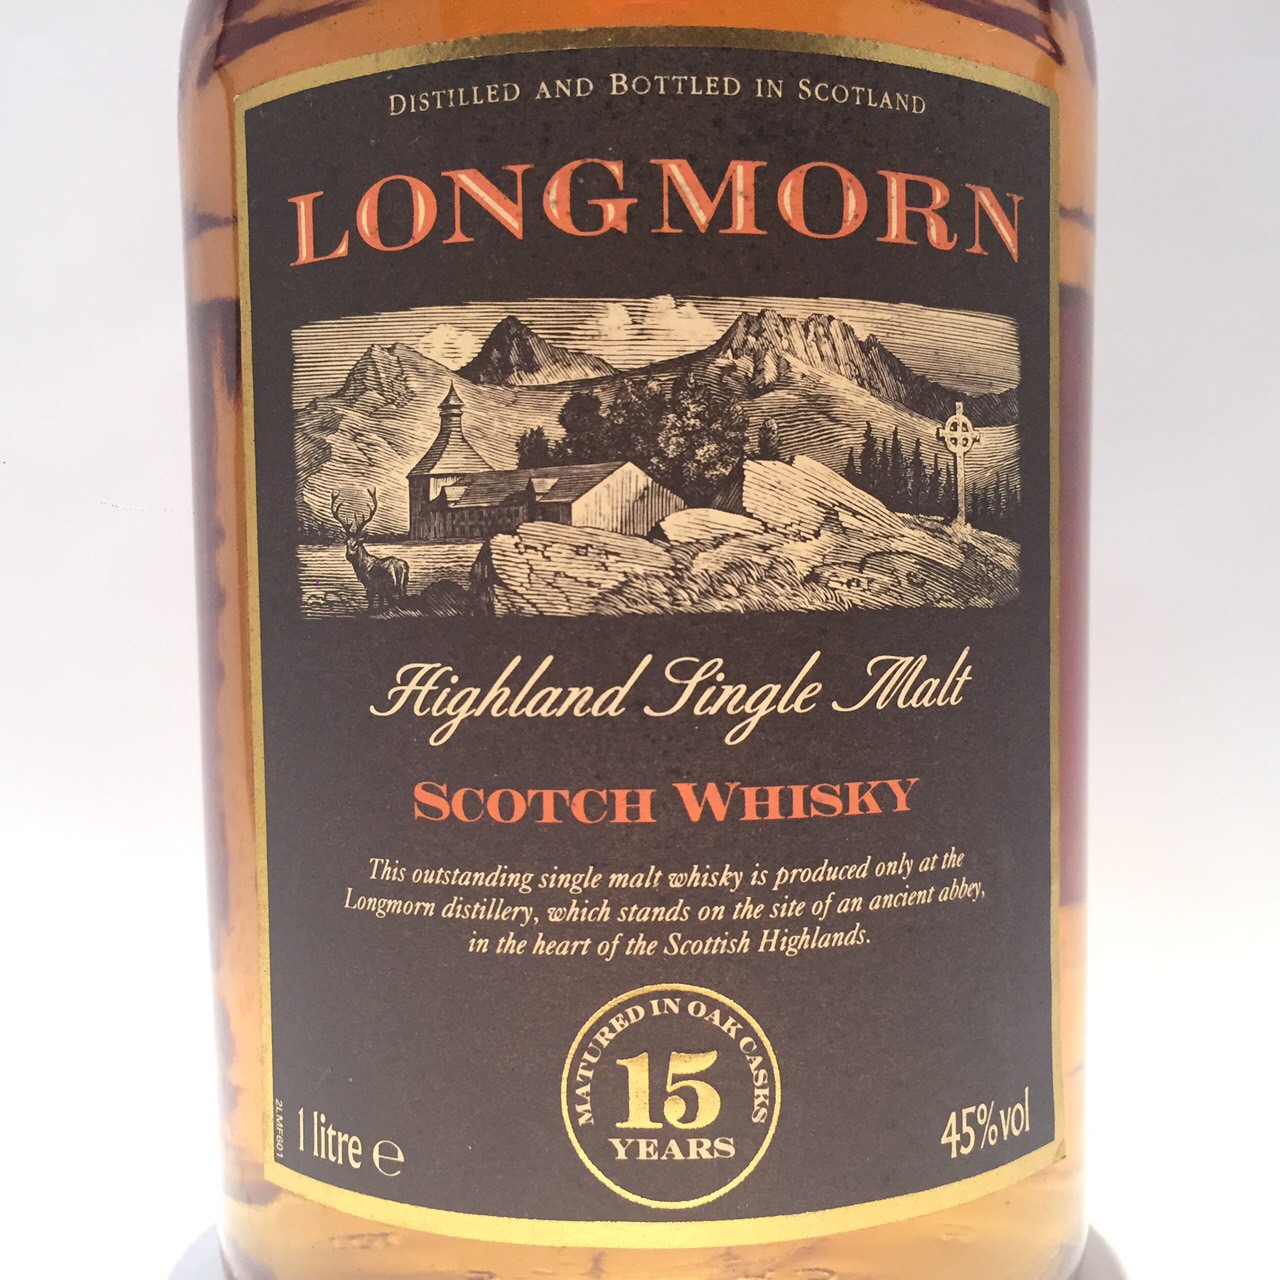 DISTILLED AND BOTTLED IN SCOTLAND
LONGMORN
Highland Single Malt
SCOTCH WHISKY
This outstanding single malt whisky is produced only at the
Longmorn distillery, which stands on the site of an ancient abbey,
in the heart of the Scottish Highlands.
MATURED IN OAK CASKS
15
YEARS
1 litre ℮
45%vol
2LMF601